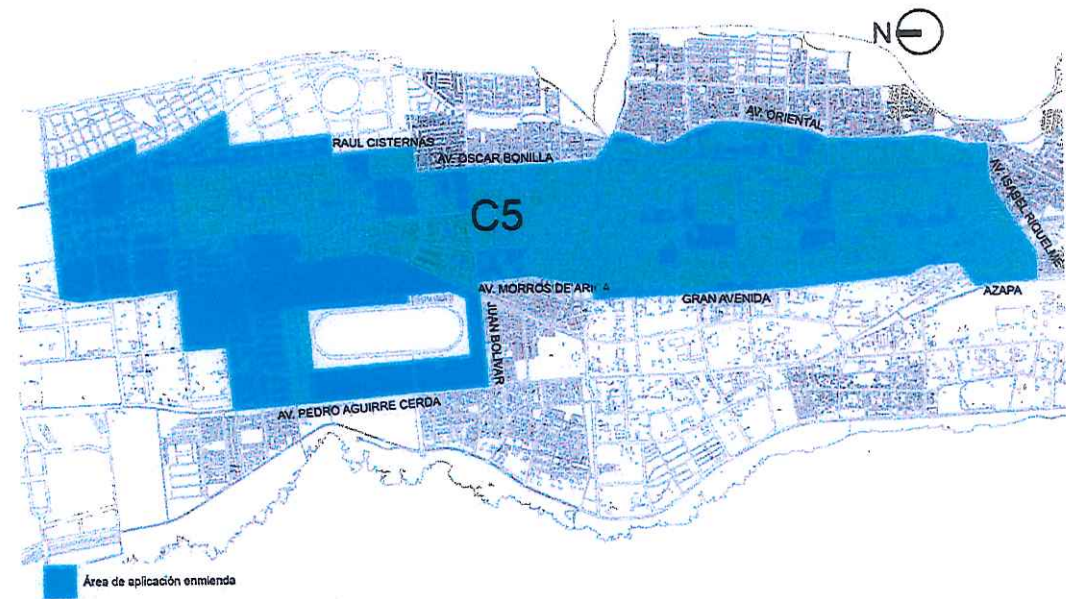 N
AV. ORIENTAL
RAUL CISTERNAS
AV. OSCAR BONILLA
AV. ISABEL RIQUELME
C5
AV. MORROS DE
GRAN AVENIDA
AZAPA
JUAN BOLIVAR
AV. PEDRO AGUIRRE CERDA
Área de aplicación enmienda